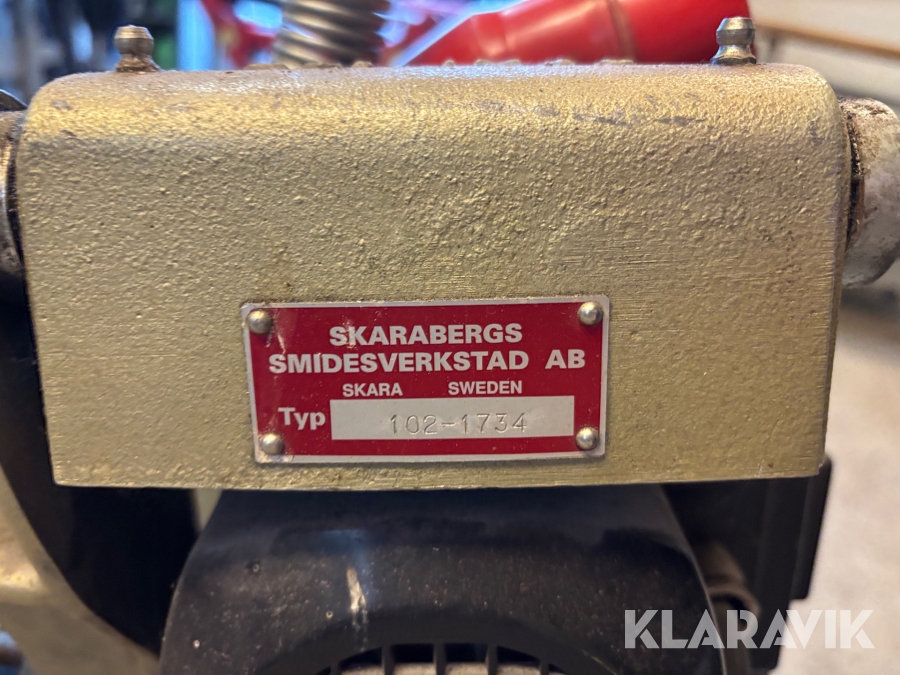 SKARABERGS
SMIDESVERKSTAD AB
SKARA SWEDEN
Typ 102-1734
KLARAVIK